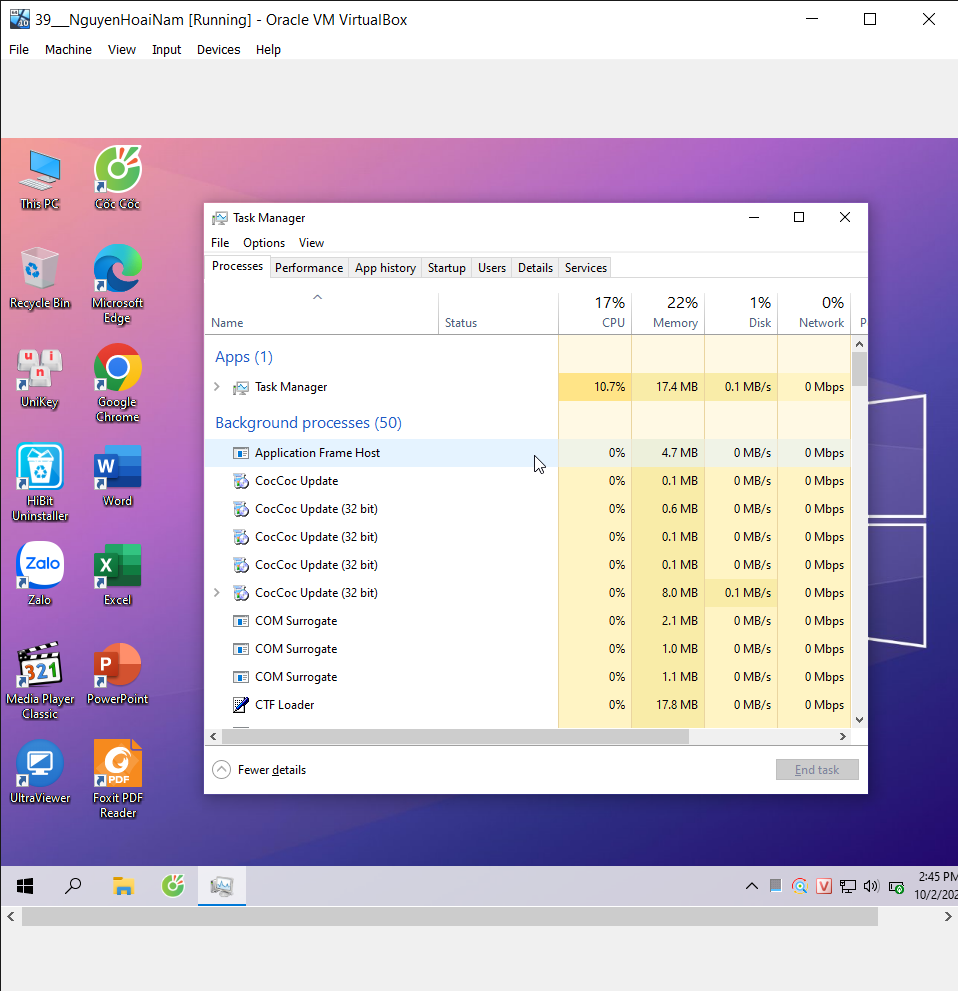 39___NguyenHoaiNam [Running] - Oracle VM VirtualBox
File Machine View Input Devices Help
This PC
Cốc Cốc
Recycle Bin
Microsoft
Edge
UniKey
Google
Chrome
HiBit
Uninstaller
Word
Zalo
Zalo
Excel
321
Media Player
Classic
PowerPoint
UltraViewer
PDF
Foxit PDF
Reader
Task Manager
File Options View
Processes Performance App history Startup Users Details Services
17% 22% 1% 0%
Name Status CPU Memory Disk Network P
Apps (1)
Task Manager 10.7% 17.4 MB 0.1 MB/s 0 Mbps
Background processes (50)
Application Frame Host 0% 4.7 MB 0 MB/s 0 Mbps
CocCoc Update 0% 0.1 MB 0 MB/s 0 Mbps
CocCoc Update (32 bit) 0% 0.6 MB 0 MB/s 0 Mbps
CocCoc Update (32 bit) 0% 0.1 MB 0 MB/s 0 Mbps
CocCoc Update (32 bit) 0% 0.1 MB 0 MB/s 0 Mbps
CocCoc Update (32 bit) 0% 8.0 MB 0.1 MB/s 0 Mbps
COM Surrogate 0% 2.1 MB 0 MB/s 0 Mbps
COM Surrogate 0% 1.0 MB 0 MB/s 0 Mbps
COM Surrogate 0% 1.1 MB 0 MB/s 0 Mbps
CTF Loader 0% 17.8 MB 0 MB/s 0 Mbps
Fewer details
End task
V
2:45 PM
10/2/202